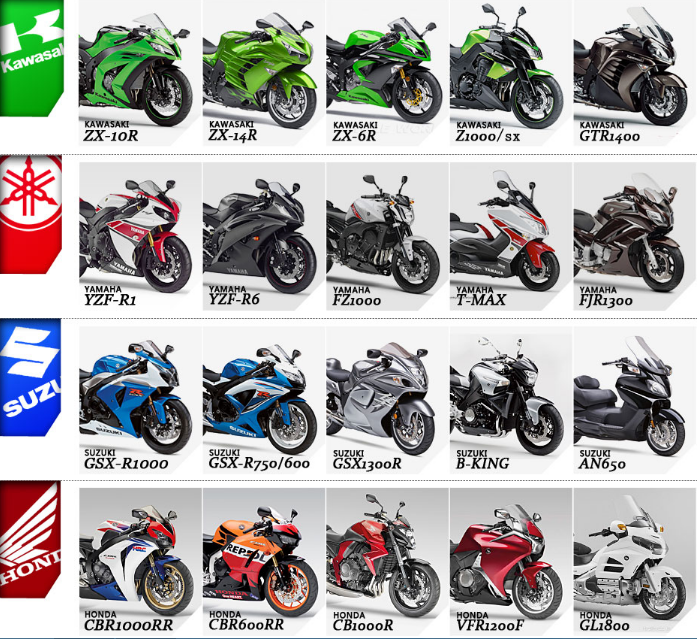 Kawasaki
KAWASAKI
ZX-10R
KAWASAKI
ZX-14R
KAWASAKI
ZX-6R
KAWASAKI
Z1000/SX
KAWASAKI
GTR1400
YAMAHA
YZF-R1
YAMAHA
YZF-R6
YAMAHA
FZ1000
YAMAHA
T-MAX
YAMAHA
FJR1300
SUZU
SUZUKI
GSX-R1000
SUZUKI
GSX-R750/600
SUZUKI
GSX1300R
SUZUKI
B-KING
SUZUKI
AN650
HOND
HONDA
CBR1000RR
REPSOL
HONDA
CBR600RR
HONDA
CB1000R
HONDA
VFR1200F
HONDA
GL1800